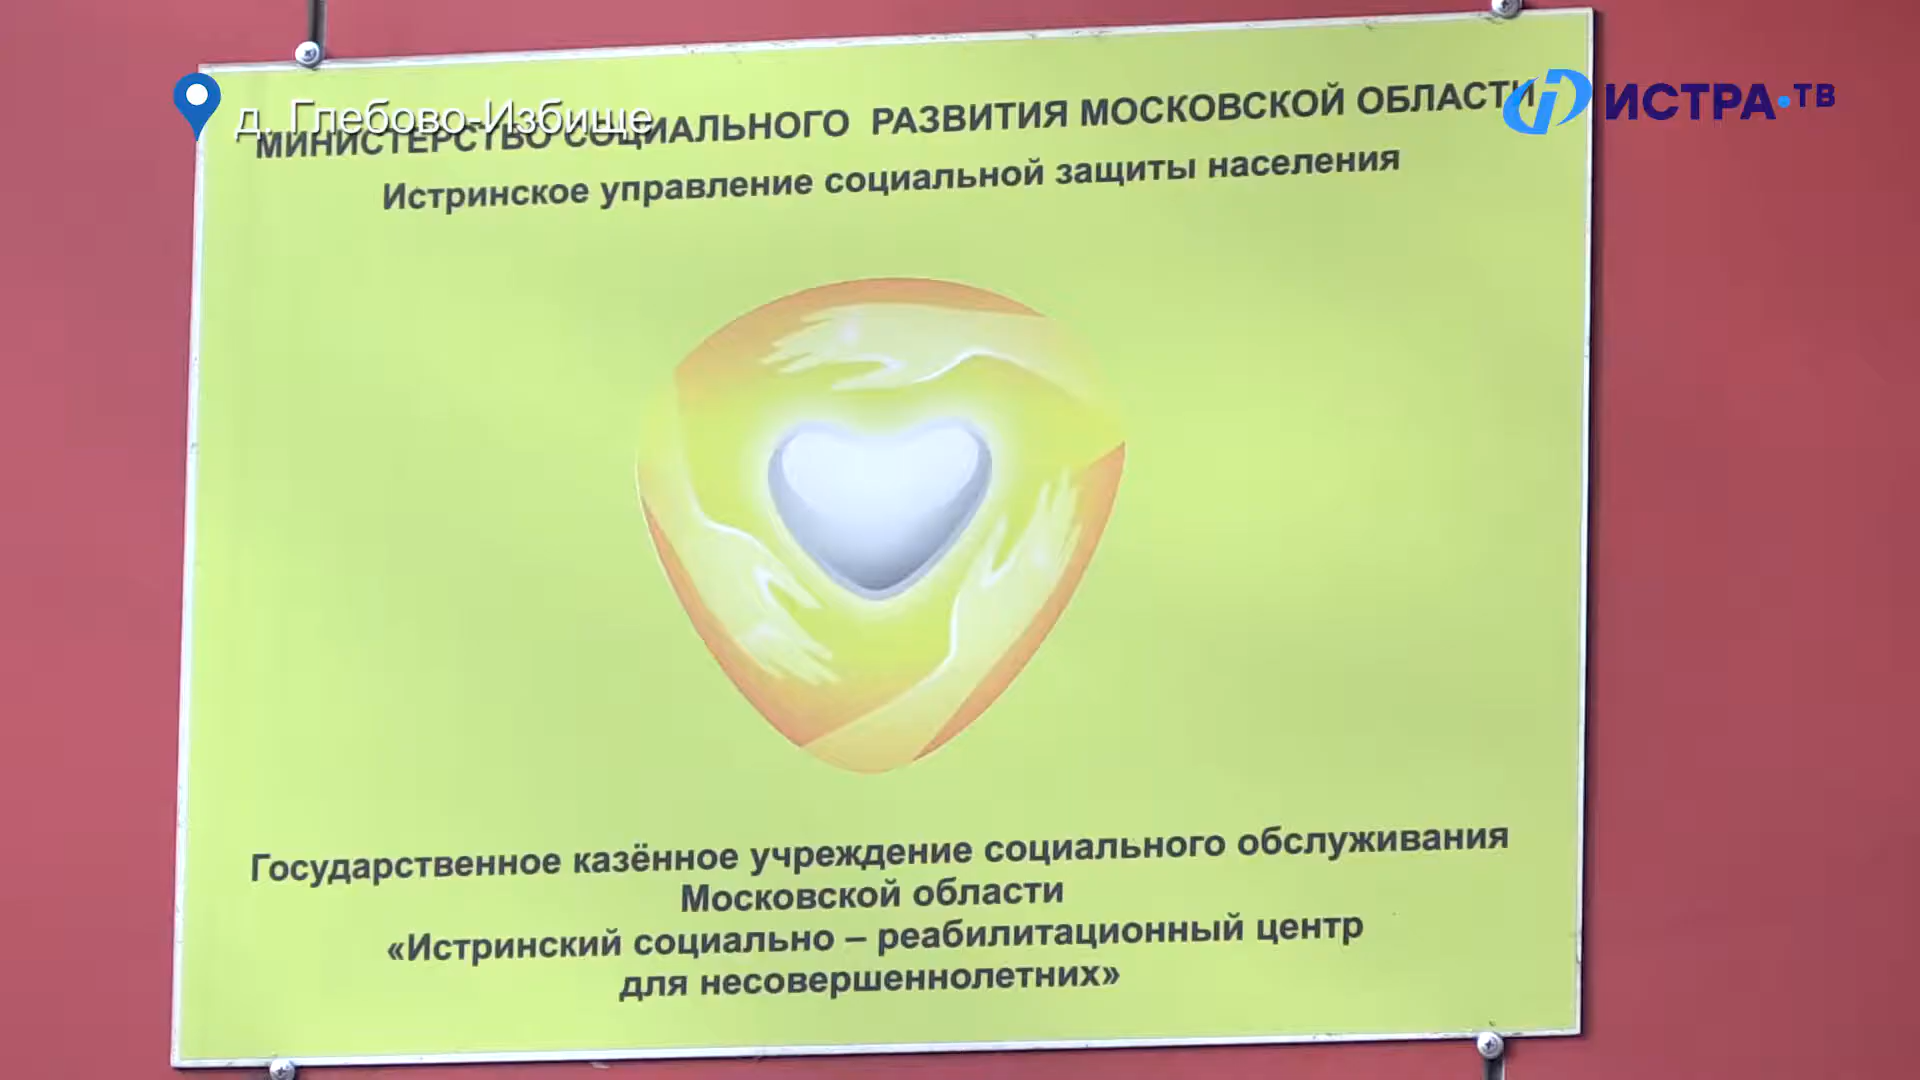 д. Глебово-Избище
ИСТРА.ТВ
МИНИСТЕРСТВО СОЦИАЛЬНОГО РАЗВИТИЯ МОСКОВСКОЙ ОБЛАСТИ
Истринское управление социальной защиты населения
Государственное казённое учреждение социального обслуживания
Московской области
«Истринский социально – реабилитационный центр
для несовершеннолетних»